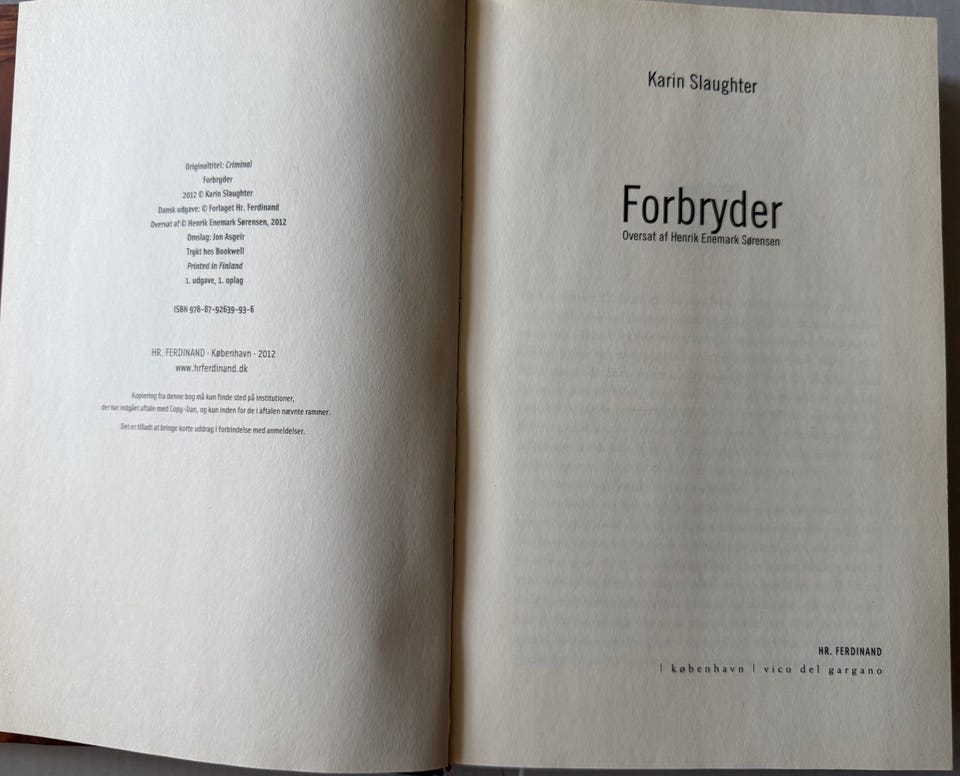 Originaltitel: Criminal
Forbryder
2012 © Karin Slaughter
Dansk udgave: © Forlaget Hr. Ferdinand
Oversat af © Henrik Enemark Sørensen, 2012
Omslag: Jon Asgeir
Trykt hos Bookwell
Printed in Finland
1. udgave, 1. oplag
ISBN 978-87-92639-93-6
HR. FERDINAND - København - 2012
www.hrferdinand.dk
Kopiering fra denne bog må kun finde sted på institutioner,
der har indgået aftale med Copy-Dan, og kun inden for de i aftalen nævnte rammer.
Det er tilladt at bringe korte uddrag i forbindelse med anmeldelser.
Karin Slaughter
Forbryder
Oversat af Henrik Enemark Sørensen
HR. FERDINAND
| københavn | vico del gargano